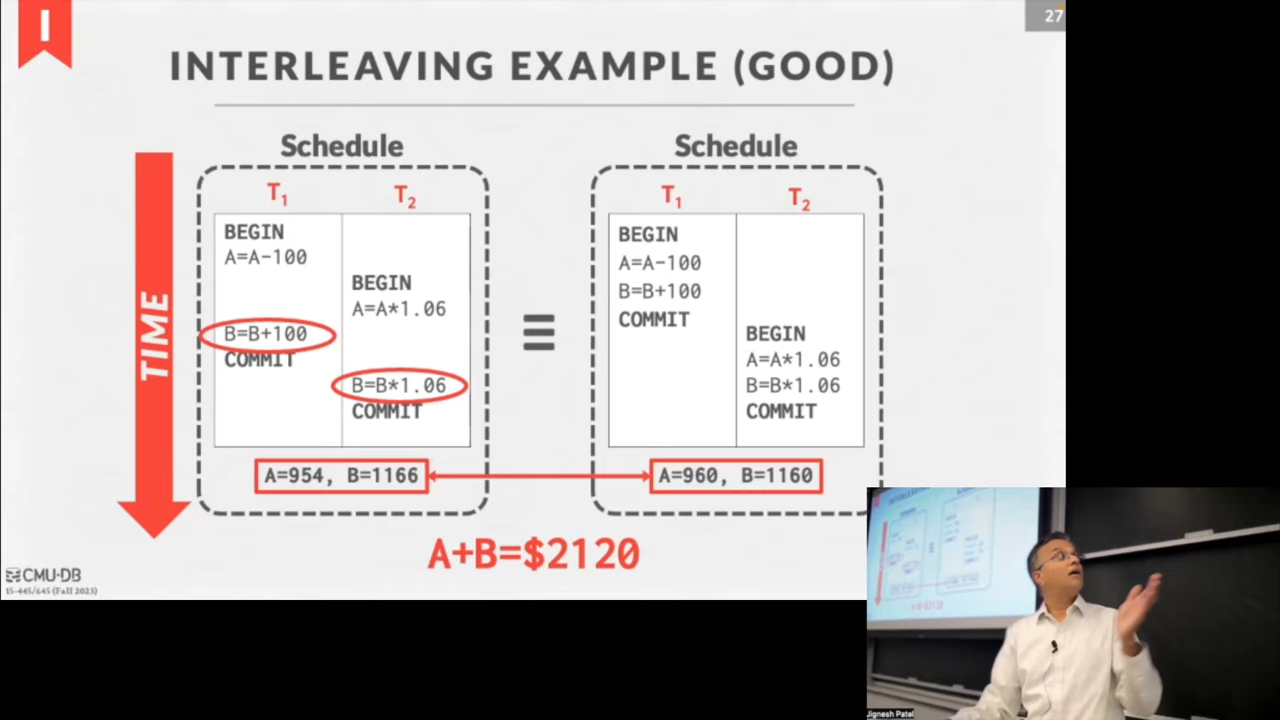 27
INTERLEAVING EXAMPLE (GOOD)
Schedule
T1 T2
BEGIN
A=A-100
BEGIN
A=A*1.06
B=B+100
COMMIT
B=B*1.06
COMMIT
A=954, B=1166
TIME
≡
Schedule
T1 T2
BEGIN
A=A-100
B=B+100
COMMIT
BEGIN
A=A*1.06
B=B*1.06
COMMIT
A=960, B=1160
A+B=$2120
CMU·DB
15-445/645 (Fall 2023)
Jignesh Patel